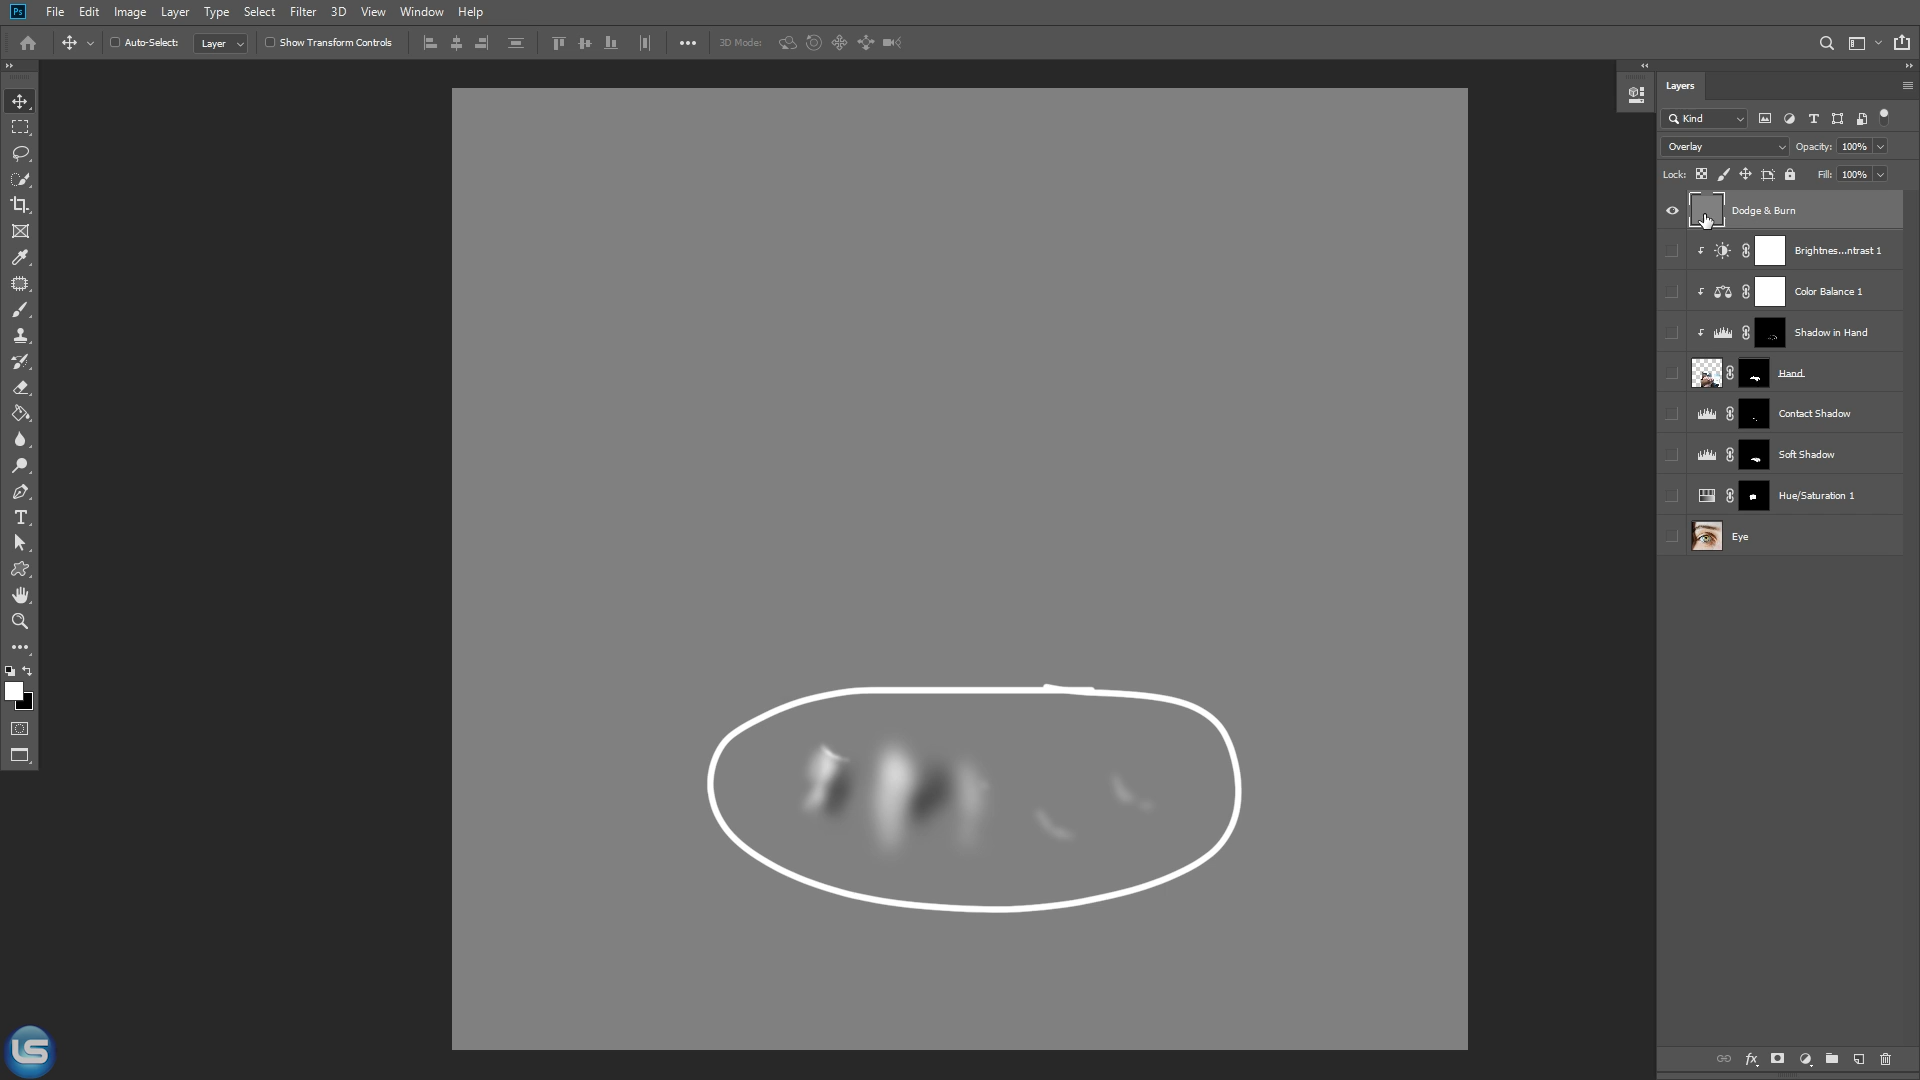 Ps File Edit Image Layer Type Select Filter 3D View Window Help
Auto-Select: Layer Show Transform Controls 3D Mode:
Layers
Kind
Overlay Opacity: 100%
Lock: Fill: 100%
Dodge & Burn
Brightnes...ntrast 1
Color Balance 1
Shadow in Hand
Hand
Contact Shadow
Soft Shadow
Hue/Saturation 1
Eye
LS